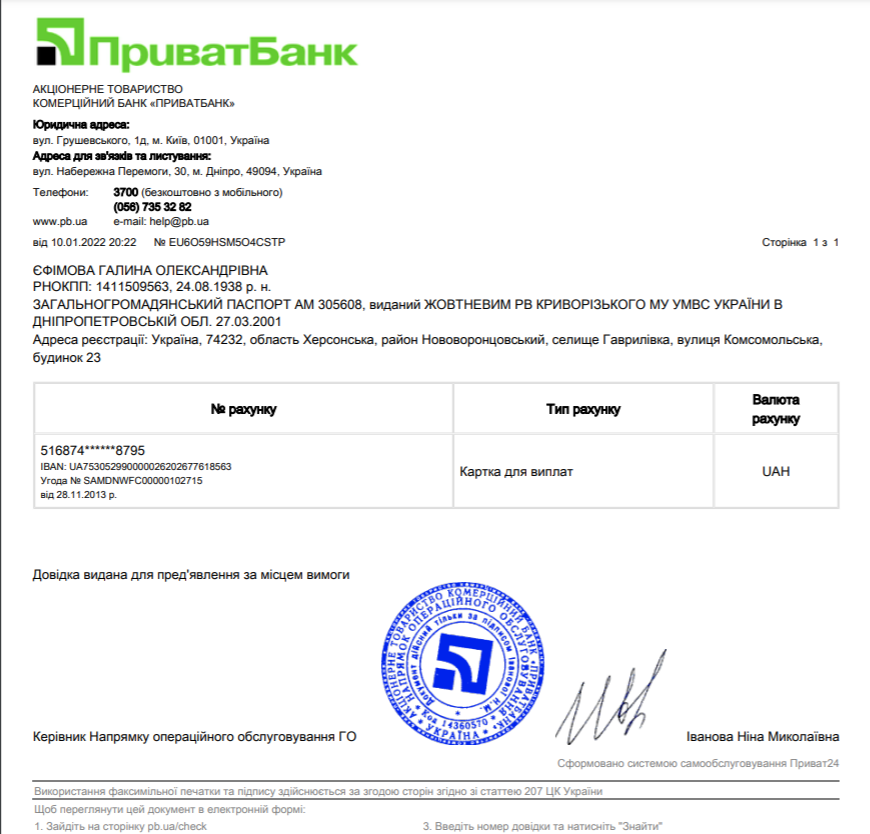 ПриватБанк
АКЦІОНЕРНЕ ТОВАРИСТВО
КОМЕРЦІЙНИЙ БАНК «ПРИВАТБАНК»
Юридична адреса:
вул. Грушевського, 1д, м. Київ, 01001, Україна
Адреса для зв'язків та листування:
вул. Набережна Перемоги, 30, м. Дніпро, 49094, Україна
Телефони: 3700 (безкоштовно з мобільного)
(056) 735 32 82
www.pb.ua e-mail: help@pb.ua
від 10.01.2022 20:22 № EU6O59HSM5O4CSTP Сторінка 1 з 1
ЄФІМОВА ГАЛИНА ОЛЕКСАНДРІВНА
РНОКПП: 1411509563, 24.08.1938 р. н.
ЗАГАЛЬНОГРОМАДЯНСЬКИЙ ПАСПОРТ АМ 305608, виданий ЖОВТНЕВИМ РВ КРИВОРІЗЬКОГО МУ УМВС УКРАЇНИ В
ДНІПРОПЕТРОВСЬКІЙ ОБЛ. 27.03.2001
Адреса реєстрації: Україна, 74232, область Херсонська, район Нововоронцовський, селище Гаврилівка, вулиця Комсомольська,
будинок 23
№ рахунку Тип рахунку Валюта
рахунку
516874******8795
IBAN: UA753052990000026202677618563
Угода № SAMDNWFC00000102715
від 28.11.2013 р.
Картка для виплат UAH
Довідка видана для пред'явлення за місцем вимоги
АКЦІОНЕРНЕ ТОВАРИСТВО КОМЕРЦІЙНИЙ БАНК «ПРИВАТБАНК»
* УКРАЇНА *
НАПРЯМОК ОПЕРАЦІЙНОГО ОБСЛУГОВУВАННЯ
* Код 14360570 *
Документ дійсний тільки за підписом Іванової Н.М.
Керівник Напрямку операційного обслуговування ГО Іванова Ніна Миколаївна
Сформовано системою самообслуговування Приват24
Використання факсимільної печатки та підпису здійснюється за згодою сторін згідно зі статтею 207 ЦК України
Щоб переглянути цей документ в електронній формі:
1. Зайдіть на сторінку pb.ua/check 3. Введіть номер довідки та натисніть "Знайти"